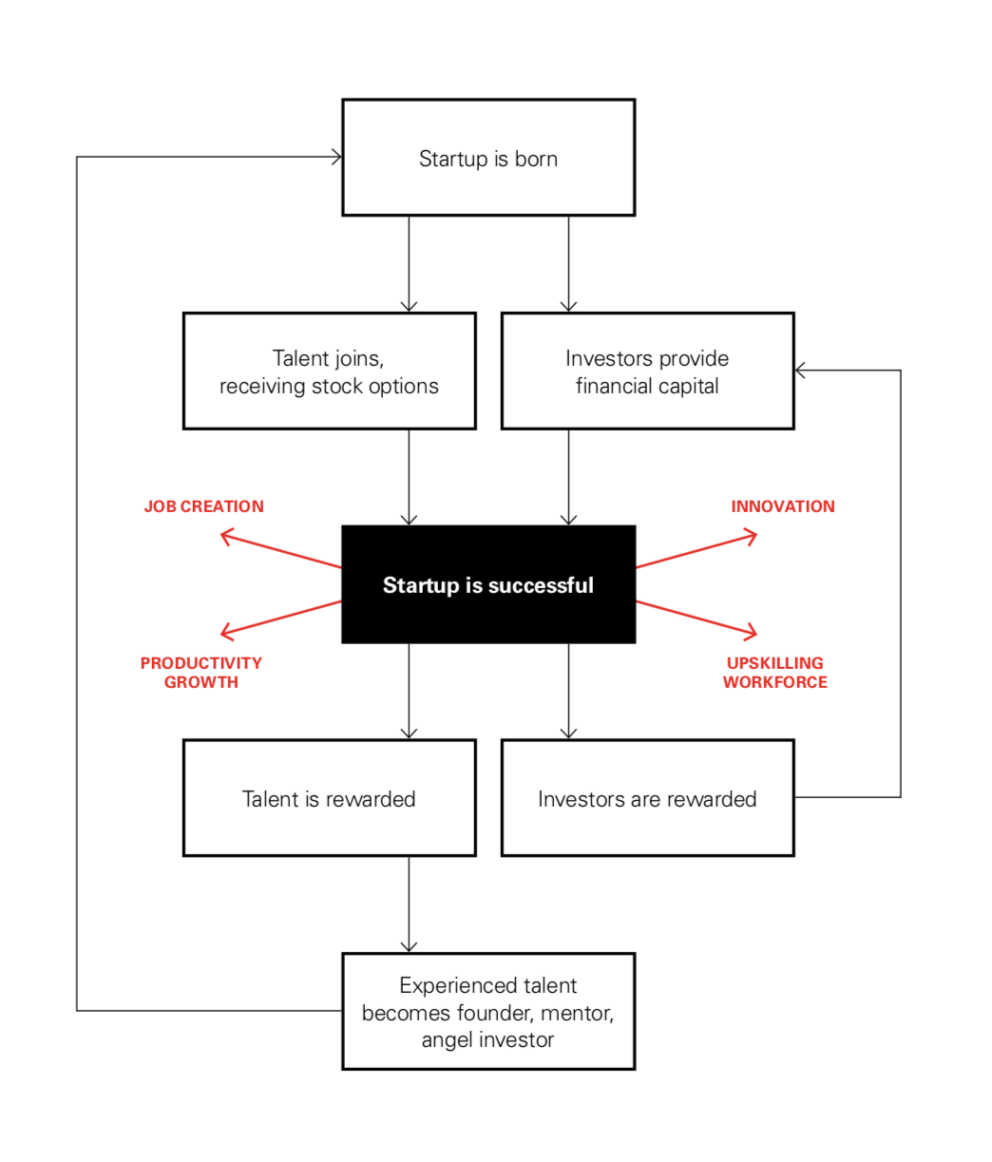 Startup is born
Talent joins,
receiving stock options
Investors provide
financial capital
JOB CREATION
INNOVATION
Startup is successful
PRODUCTIVITY
GROWTH
UPSKILLING
WORKFORCE
Talent is rewarded
Investors are rewarded
Experienced talent
becomes founder, mentor,
angel investor